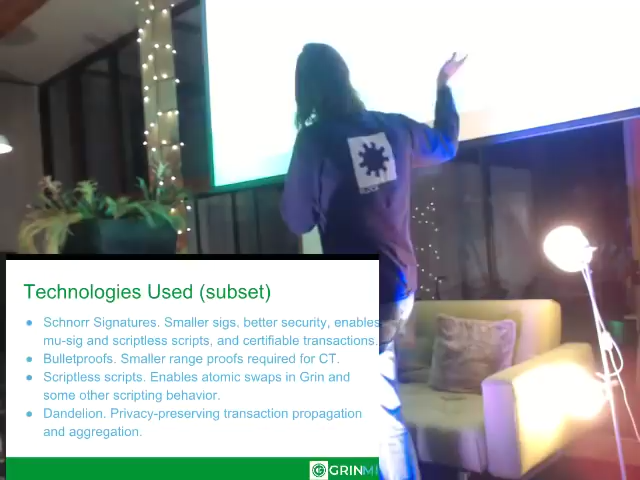 Technologies Used (subset)
● Schnorr Signatures. Smaller sigs, better security, enables
mu-sig and scriptless scripts, and certifiable transactions.
● Bulletproofs. Smaller range proofs required for CT.
● Scriptless scripts. Enables atomic swaps in Grin and
some other scripting behavior.
● Dandelion. Privacy-preserving transaction propagation
and aggregation.
GRINMI